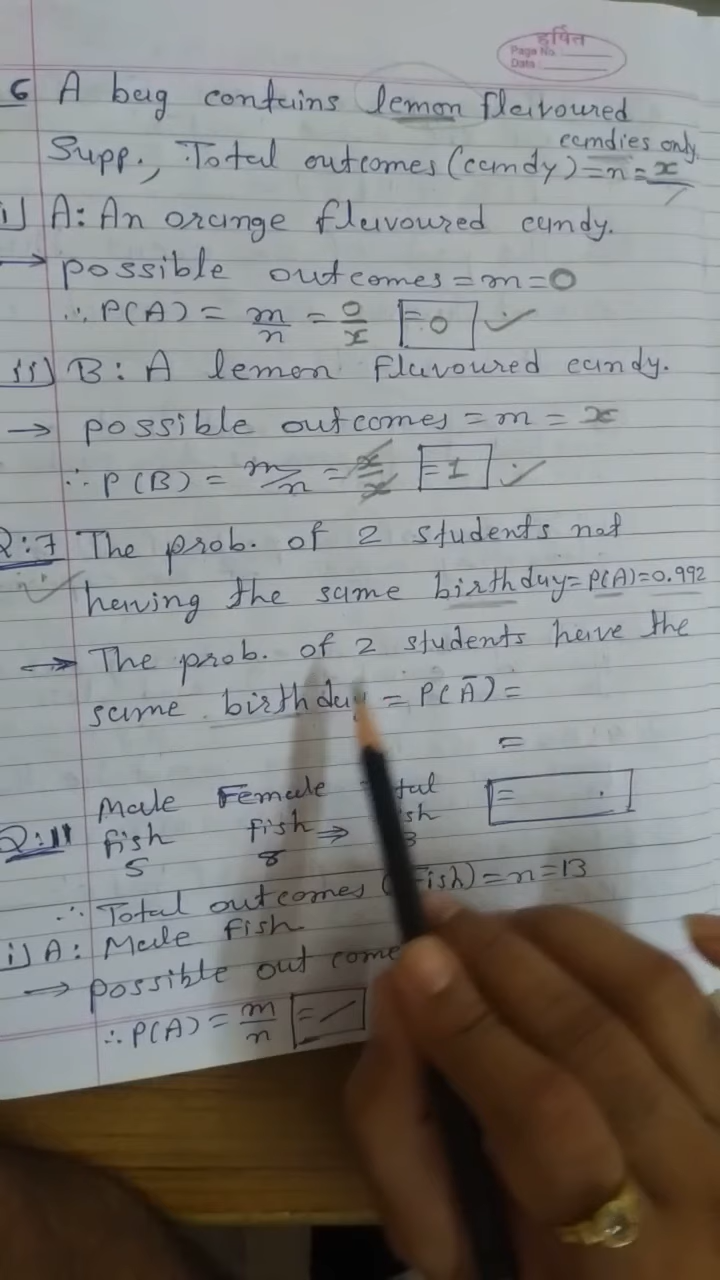 हर्षित
Page No.
Date
6 A bag contains lemon flavoured
candies only.
Supp., Total outcomes (candy) = n = x
i) A: An orange flavoured candy.
→ possible outcomes = m = 0
∴ P(A) = m/n = 0/x = 0
ii) B: A lemon flavoured candy.
→ possible outcomes = m = x
∴ P(B) = m/n = x/x = 1
Q:7 The prob. of 2 students not
having the same birthday = P(A) = 0.992
→ The prob. of 2 students have the
same birthday = P(Ā) =
=
=
Q:11 Male Female
fish fish ⇒
5 8
∴ Total outcomes (Fish) = n = 13
i) A: Male fish
→ possible out come
∴ P(A) = m/n =